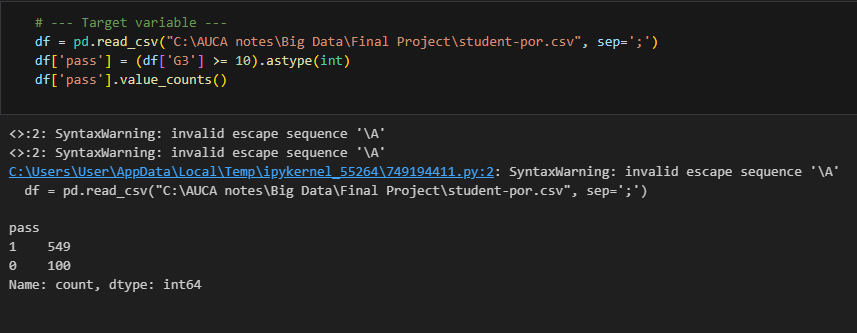 # --- Target variable ---
df = pd.read_csv("C:\AUCA notes\Big Data\Final Project\student-por.csv", sep=';')
df['pass'] = (df['G3'] >= 10).astype(int)
df['pass'].value_counts()
<>:2: SyntaxWarning: invalid escape sequence '\A'
<>:2: SyntaxWarning: invalid escape sequence '\A'
C:\Users\User\AppData\Local\Temp\ipykernel_55264\749194411.py:2: SyntaxWarning: invalid escape sequence '\A'
  df = pd.read_csv("C:\AUCA notes\Big Data\Final Project\student-por.csv", sep=';')
pass
1    549
0    100
Name: count, dtype: int64